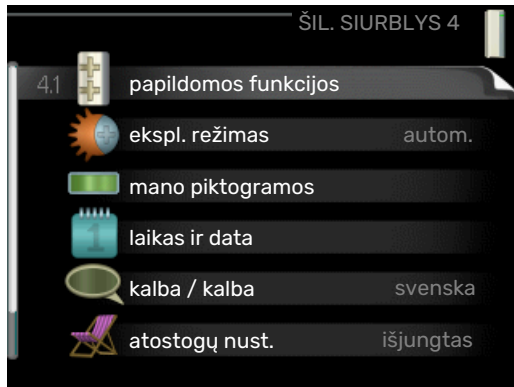 ŠIL. SIURBLYS 4
4.1 papildomos funkcijos
ekspl. režimas autom.
mano piktogramos
1 laikas ir data
kalba / kalba svenska
atostogų nust. išjungtas